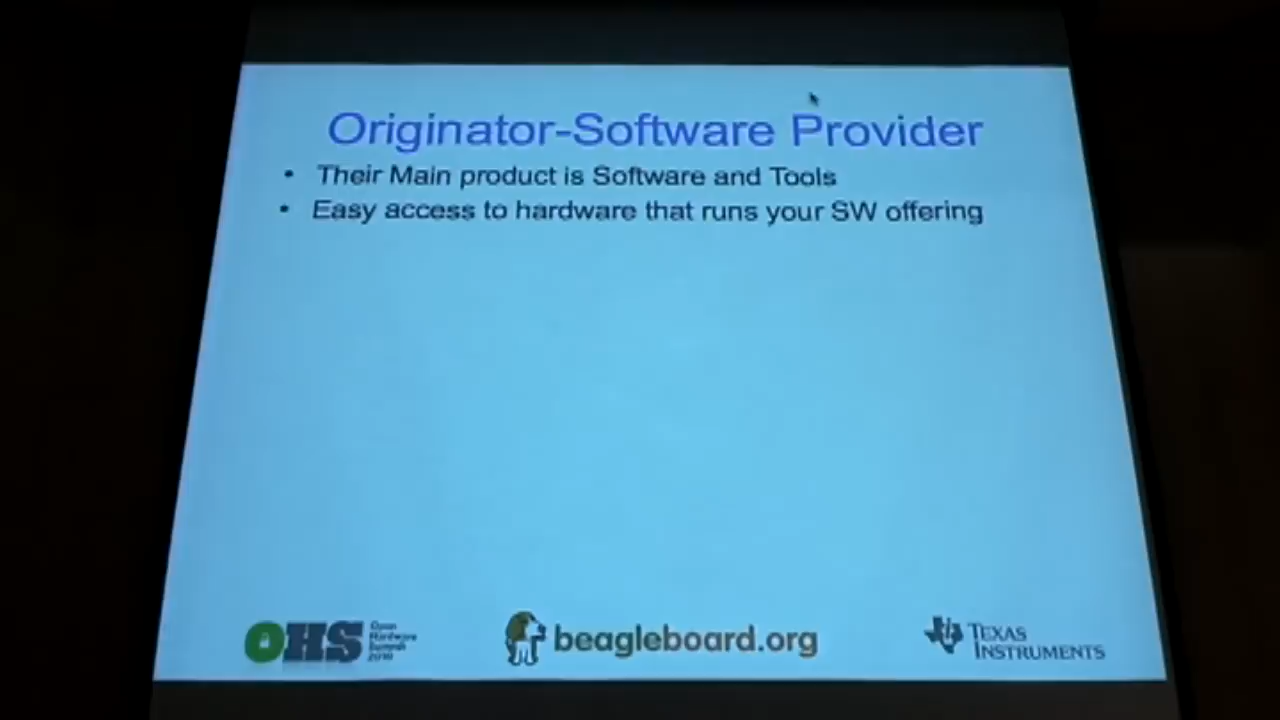 Originator-Software Provider
• Their Main product is Software and Tools
• Easy access to hardware that runs your SW offering
OHS
Open
Hardware
Summit
2010
beagleboard.org
TEXAS
INSTRUMENTS